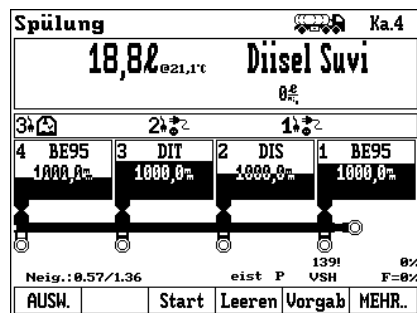 Spülung Ka.4
18,8ℓ @21,1°C Diisel Suvi
0
3 2 1
4 BE95 3 DIT 2 DIS 1 BE95
1000,0 1000,0 1000,0 1000,0
139! 0%
Neig.:0.57/1.36 eist P VSH F=0%
AUSW. Start Leeren Vorgab MEHR..